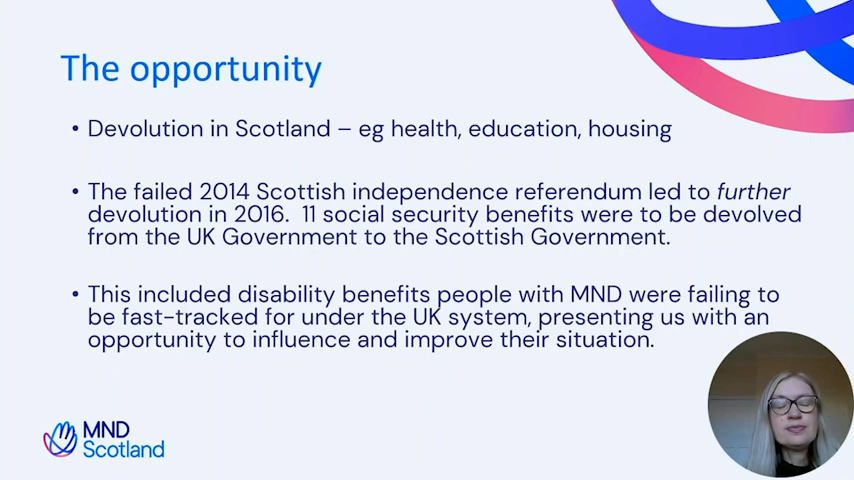 The opportunity
• Devolution in Scotland – eg health, education, housing
• The failed 2014 Scottish independence referendum led to further
devolution in 2016.  11 social security benefits were to be devolved
from the UK Government to the Scottish Government.
• This included disability benefits people with MND were failing to
be fast-tracked for under the UK system, presenting us with an
opportunity to influence and improve their situation.
MND
Scotland